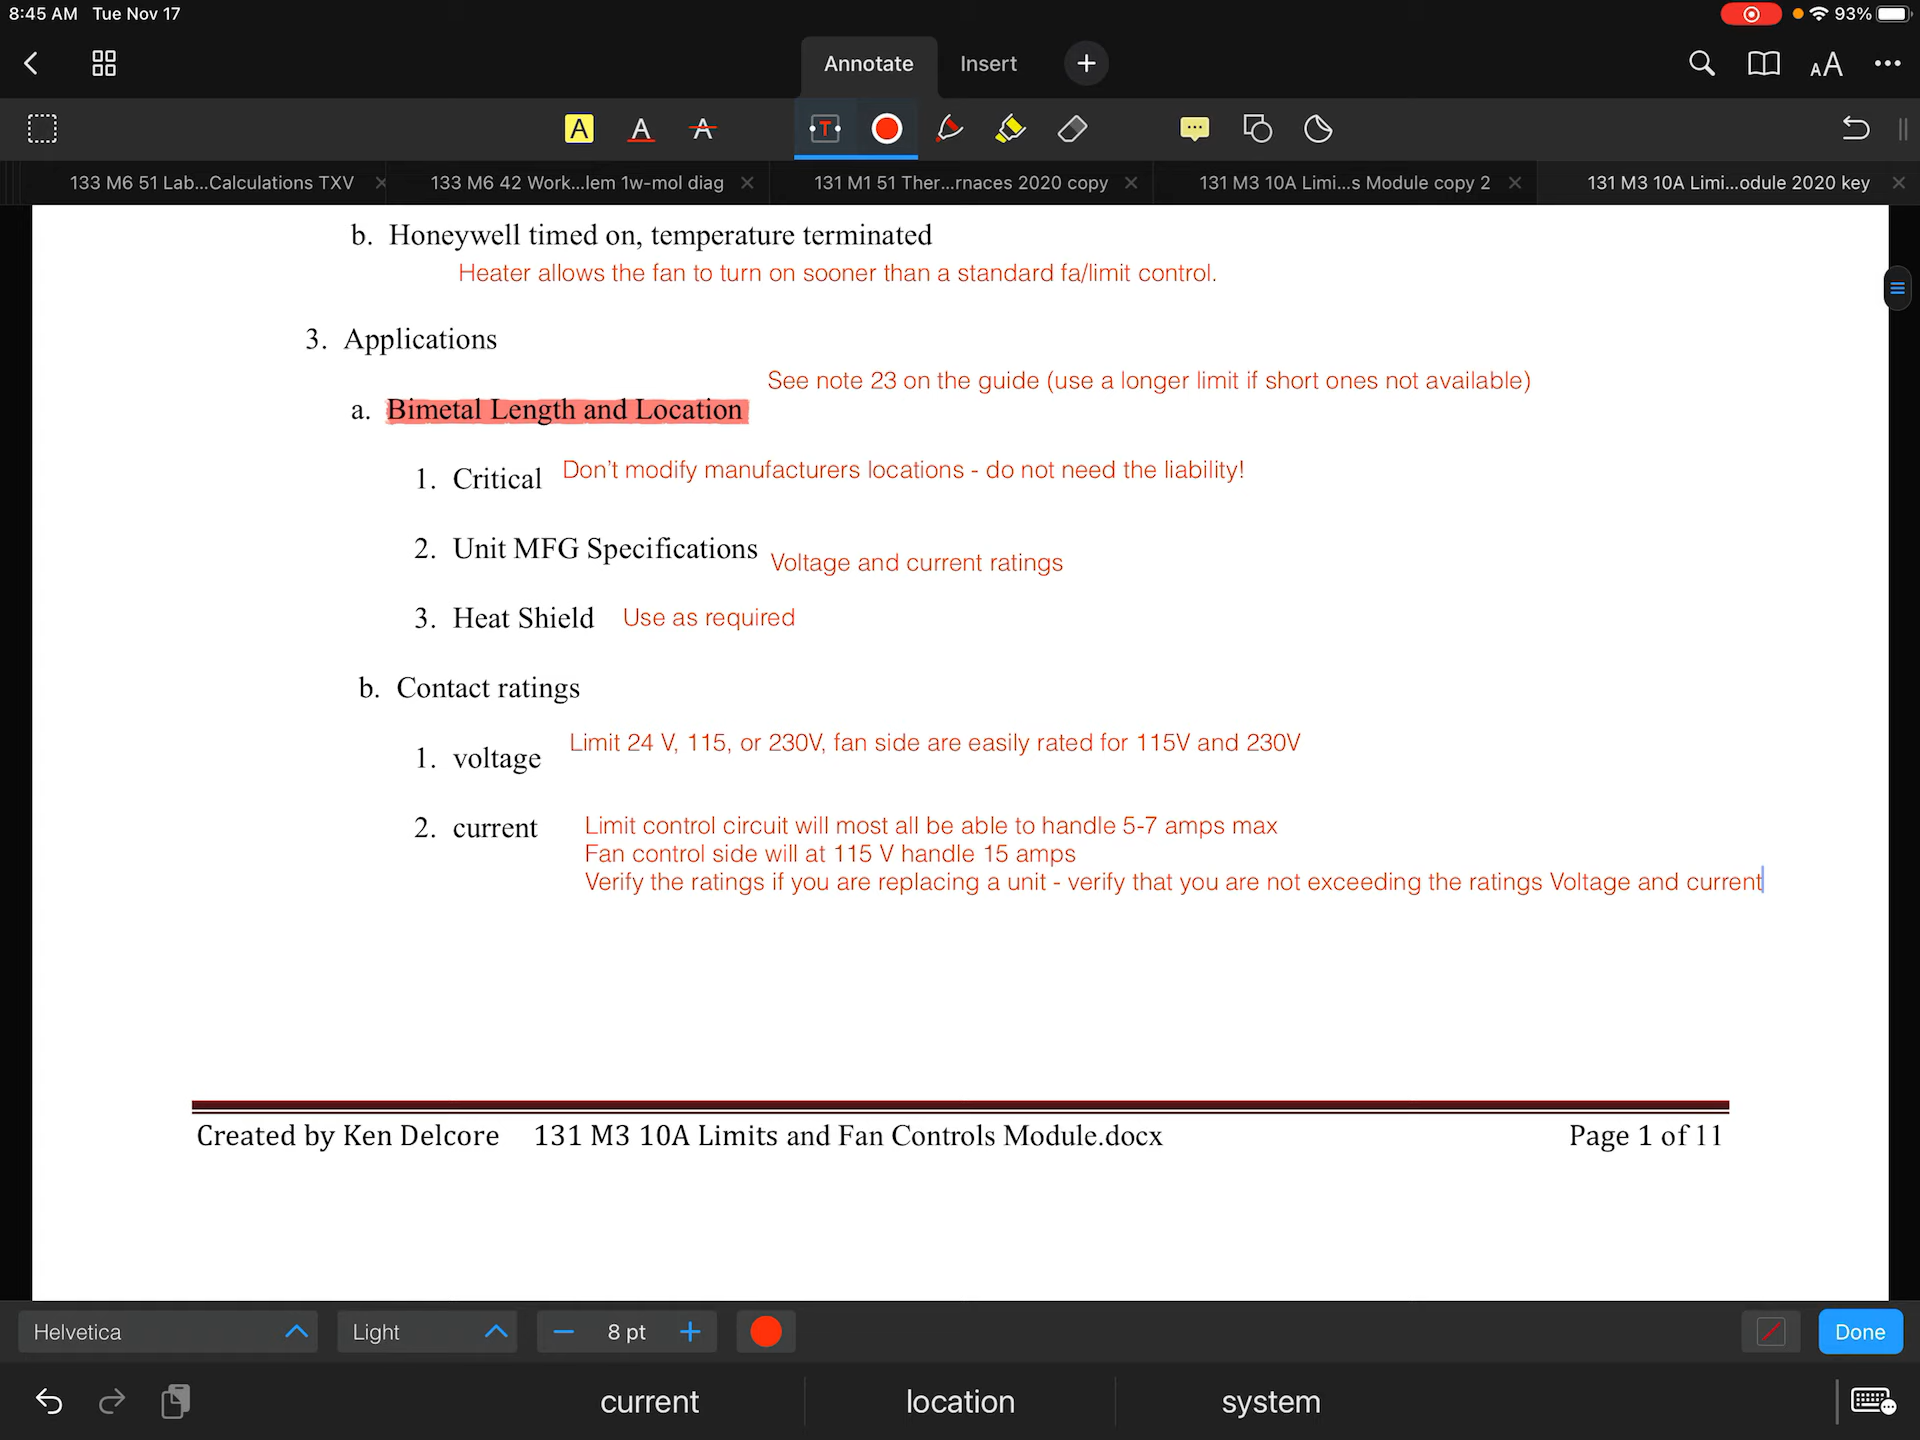 8:45 AM Tue Nov 17
93%
Annotate Insert
A A A T
AA
133 M6 51 Lab...Calculations TXV
133 M6 42 Work...lem 1w-mol diag
131 M1 51 Ther...rnaces 2020 copy
131 M3 10A Limi...s Module copy 2
131 M3 10A Limi...odule 2020 key
b. Honeywell timed on, temperature terminated
Heater allows the fan to turn on sooner than a standard fa/limit control.
3. Applications
See note 23 on the guide (use a longer limit if short ones not available)
a. Bimetal Length and Location
1. Critical Don't modify manufacturers locations - do not need the liability!
2. Unit MFG Specifications Voltage and current ratings
3. Heat Shield Use as required
b. Contact ratings
1. voltage Limit 24 V, 115, or 230V, fan side are easily rated for 115V and 230V
2. current Limit control circuit will most all be able to handle 5-7 amps max
Fan control side will at 115 V handle 15 amps
Verify the ratings if you are replacing a unit - verify that you are not exceeding the ratings Voltage and current
Created by Ken Delcore 131 M3 10A Limits and Fan Controls Module.docx Page 1 of 11
Helvetica Light 8 pt Done
current location system